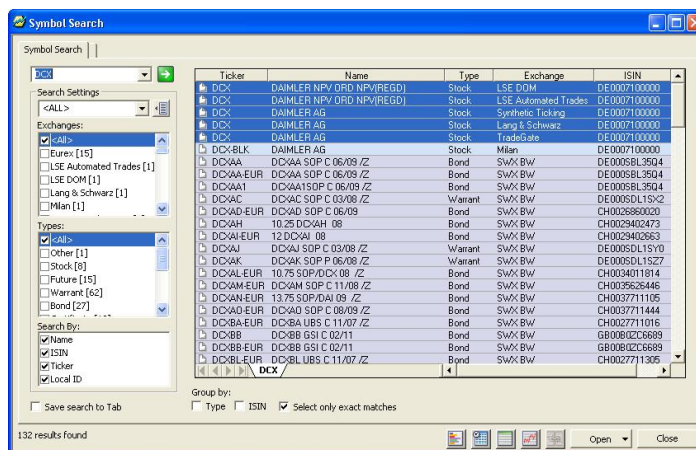 Symbol Search
Symbol Search
DCX
Search Settings
<ALL>
Exchanges:
<All>
Eurex [15]
LSE Automated Trades [1]
LSE DOM [1]
Lang & Schwarz [1]
Milan [1]
Types:
<All>
Other [1]
Stock [8]
Future [15]
Warrant [62]
Bond [27]
Search By:
Name
ISIN
Ticker
Local ID
Save search to Tab
Ticker Name Type Exchange ISIN
DCX DAIMLER NPV ORD NPV(REGD) Stock LSE DOM DE0007100000
DCX DAIMLER NPV ORD NPV(REGD) Stock LSE Automated Trades DE0007100000
DCX DAIMLER AG Stock Synthetic Ticking DE0007100000
DCX DAIMLER AG Stock Lang & Schwarz DE0007100000
DCX DAIMLER AG Stock TradeGate DE0007100000
DCX-BLK DAIMLER AG Stock Milan DE0007100000
DCXAA DCXAA SOP C 06/09 /Z Bond SWX BW DE000SBL35Q4
DCXAA-EUR DCXAA SOP C 06/09 /Z Bond SWX BW DE000SBL35Q4
DCXAA1 DCXAA1SOP C 06/09 /Z Bond SWX BW DE000SBL35Q4
DCXAC DCXAC SOP C 03/08 /Z Warrant SWX BW DE000SDL1SX2
DCXAD-EUR DCXAD SOP C 06/09 Bond SWX BW CH0026860020
DCXAH 10.25 DCXAH 08 Bond SWX BW CH0029402473
DCXAI-EUR 12 DCXAI 08 Bond SWX BW CH0029402663
DCXAJ DCXAJ SOP C 03/08 /Z Warrant SWX BW DE000SDL1SY0
DCXAK DCXAK SOP P 06/08 /Z Warrant SWX BW DE000SDL1SZ7
DCXAL-EUR 10.75 SOP/DCX 08 /Z Bond SWX BW CH0034011814
DCXAM-EUR DCXAM SOP C 11/08 /Z Bond SWX BW CH0035626446
DCXAN-EUR 13.75 SOP/DAI 09 /Z Bond SWX BW CH0037711105
DCXAO-EUR DCXAO SOP C 08/09 /Z Bond SWX BW CH0037711444
DCXBA-EUR DCXBA UBS C 11/07 /Z Bond SWX BW CH0027711016
DCXBB DCXBB GSI C 02/11 Bond SWX BW GB00B0ZC6689
DCXBB-EUR DCXBB GSI C 02/11 Bond SWX BW GB00B0ZC6689
DCXBL-EUR DCXBL UBS C 11/07 /Z Bond SWX BW CH0027711305
DCX
Group by:
Type ISIN Select only exact matches
132 results found
Open Close